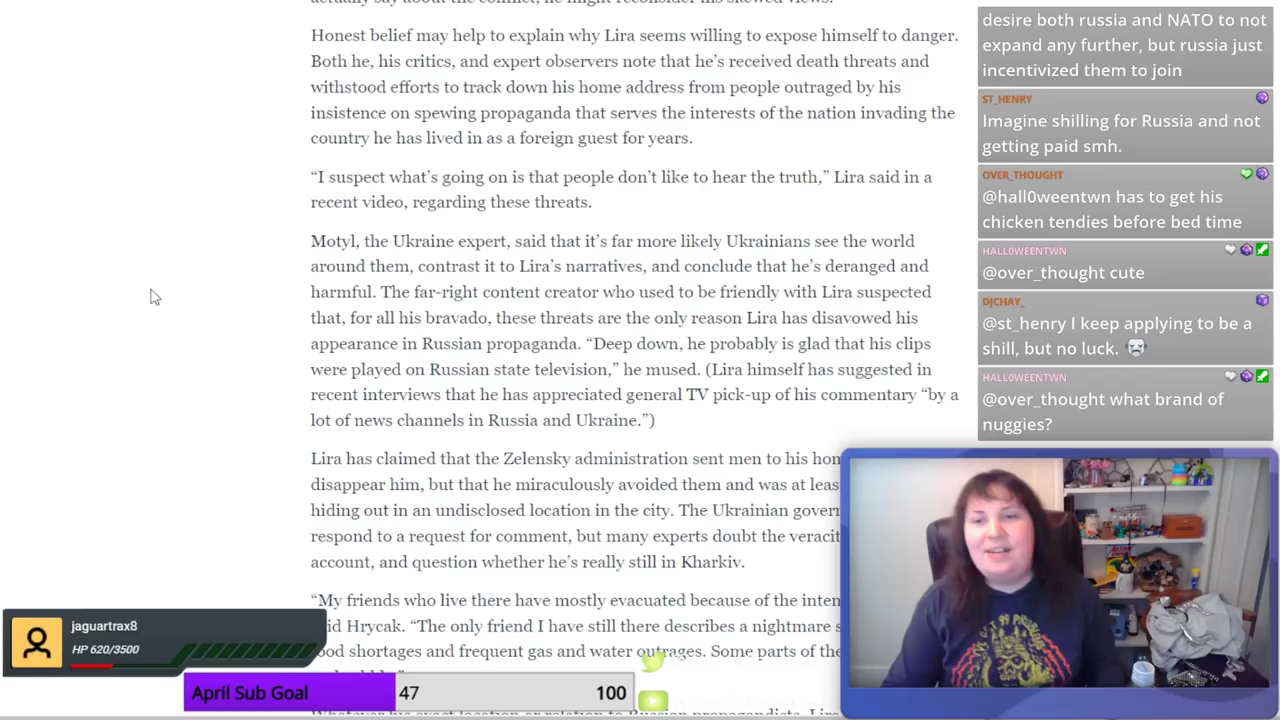 actually say about the conflict, he might reconsider his skewed views.
Honest belief may help to explain why Lira seems willing to expose himself to danger.
Both he, his critics, and expert observers note that he's received death threats and
withstood efforts to track down his home address from people outraged by his
insistence on spewing propaganda that serves the interests of the nation invading the
country he has lived in as a foreign guest for years.
“I suspect what's going on is that people don't like to hear the truth,” Lira said in a
recent video, regarding these threats.
Motyl, the Ukraine expert, said that it's far more likely Ukrainians see the world
around them, contrast it to Lira's narratives, and conclude that he's deranged and
harmful. The far-right content creator who used to be friendly with Lira suspected
that, for all his bravado, these threats are the only reason Lira has disavowed his
appearance in Russian propaganda. “Deep down, he probably is glad that his clips
were played on Russian state television,” he mused. (Lira himself has suggested in
recent interviews that he has appreciated general TV pick-up of his commentary “by a
lot of news channels in Russia and Ukraine.”)
Lira has claimed that the Zelensky administration sent men to his
disappear him, but that he miraculously avoided them and was at
hiding out in an undisclosed location in the city. The Ukrainian
respond to a request for comment, but many experts doubt the
account, and question whether he's really still in Kharkiv.
“My friends who live there have mostly evacuated because of the
Hrycak. “The only friend I have still there describes a nightmare
shortages and frequent gas and water outrages. Some parts of the
desire both russia and NATO to not
expand any further, but russia just
incentivized them to join
ST_HENRY
Imagine shilling for Russia and not
getting paid smh.
OVER_THOUGHT
@hall0weentwn has to get his
chicken tendies before bed time
HALL0WEENTWN
@over_thought cute
DJCHAY_
@st_henry I keep applying to be a
shill, but no luck.
HALL0WEENTWN
@over_thought what brand of
nuggies?
jaguartrax8
HP 620/3500
April Sub Goal 47 100